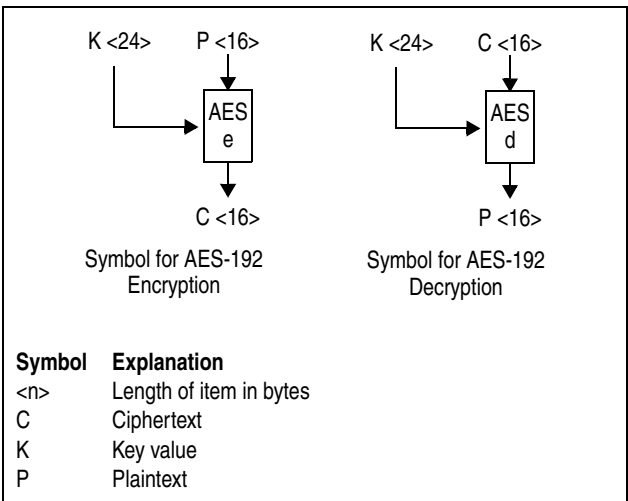 K <24> P <16> K <24> C <16>
AES AES
e d
C <16> P <16>
Symbol for AES-192 Symbol for AES-192
Encryption Decryption
Symbol Explanation
<n> Length of item in bytes
C Ciphertext
K Key value
P Plaintext